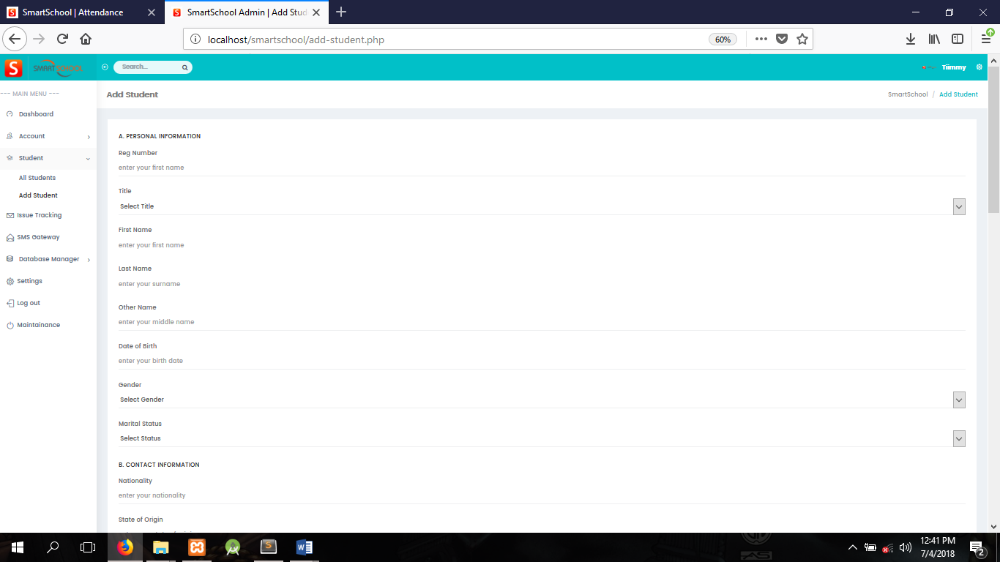 SmartSchool | Attendance
SmartSchool Admin | Add Stud
localhost/smartschool/add-student.php
60%
S SMART SCHOOL
Search...
Tiimmy
--- MAIN MENU ---
Dashboard
Account
Student
All Students
Add Student
Issue Tracking
SMS Gateway
Database Manager
Settings
Log out
Maintainance
Add Student
SmartSchool / Add Student
A. PERSONAL INFORMATION
Reg Number
enter your first name
Title
Select Title
First Name
enter your first name
Last Name
enter your surname
Other Name
enter your middle name
Date of Birth
enter your birth date
Gender
Select Gender
Marital Status
Select Status
B. CONTACT INFORMATION
Nationality
enter your nationality
State of Origin
12:41 PM
7/4/2018
2